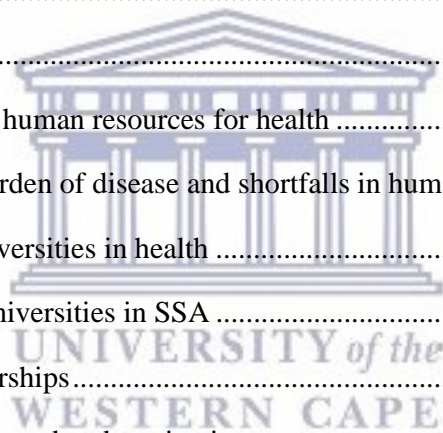 ........................................
human resources for health ................
rden of disease and shortfalls in hum
versities in health ................................
niversities in SSA .................................
UNIVERSITY of the
rships.....................................................
WESTERN CAPE